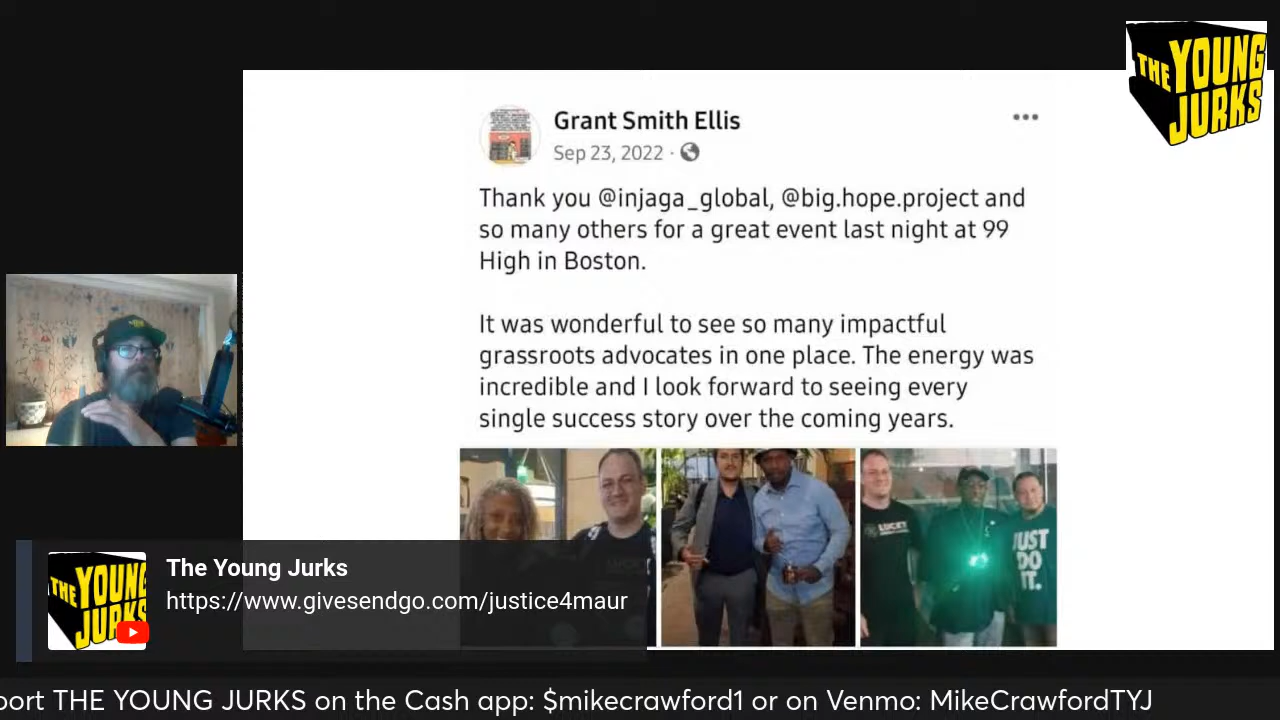 THE YOUNG JURKS
Grant Smith Ellis
Sep 23, 2022 ·
Thank you @injaga_global, @big.hope.project and
so many others for a great event last night at 99
High in Boston.
It was wonderful to see so many impactful
grassroots advocates in one place. The energy was
incredible and I look forward to seeing every
single success story over the coming years.
LUCKY
JUST
DO
IT.
THE YOUNG JURKS
The Young Jurks
https://www.givesendgo.com/justice4maur
port THE YOUNG JURKS on the Cash app: $mikecrawford1 or on Venmo: MikeCrawfordTYJ